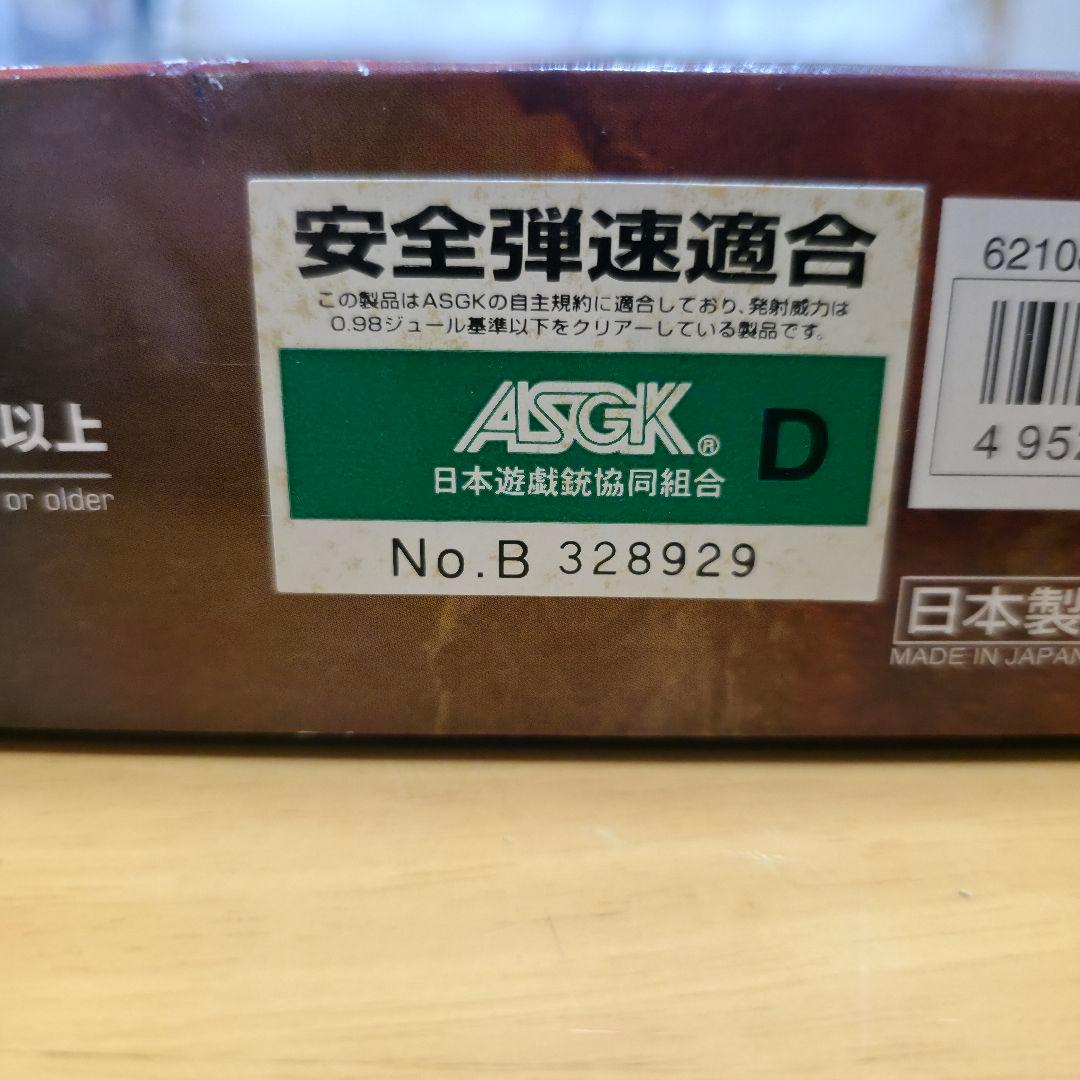 安全弾速適合
この製品はASGKの自主規約に適合しており、発射威力は
0.98ジュール基準以下をクリアーしている製品です。
ASGK® D
日本遊戯銃協同組合
No.B 328929
以上
or older
6210
4 952
日本製
MADE IN JAPAN